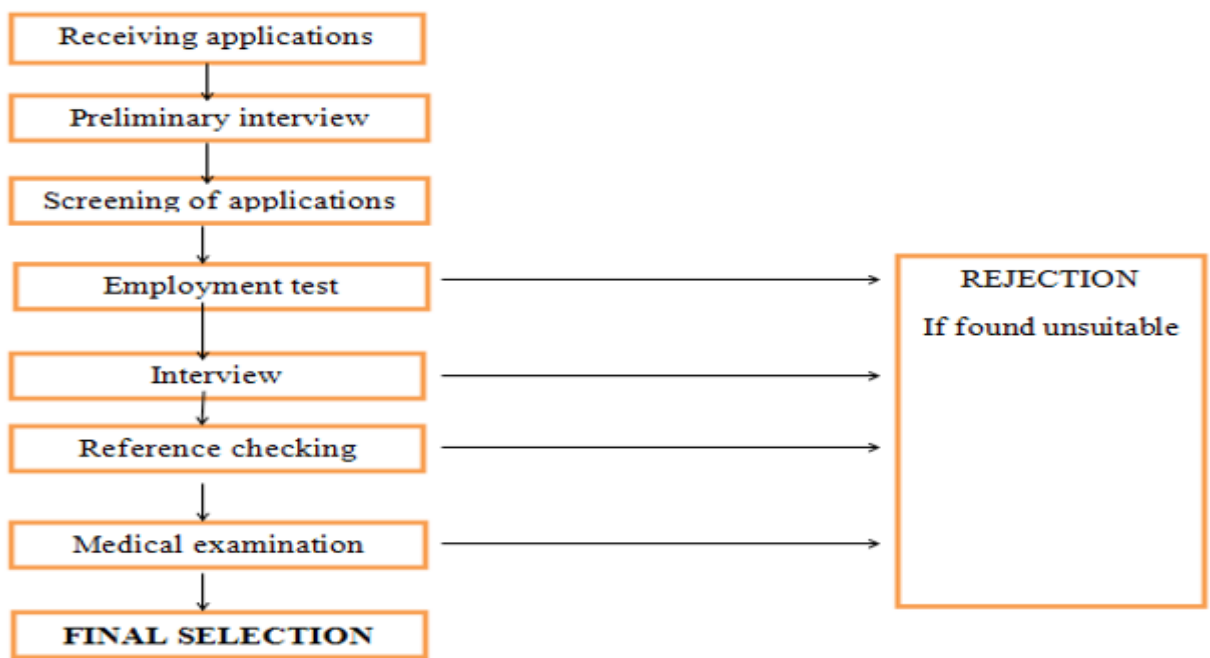 Receiving applications
Preliminary interview
Screening of applications
Employment test
Interview
Reference checking
Medical examination
FINAL SELECTION
REJECTION
If found unsuitable